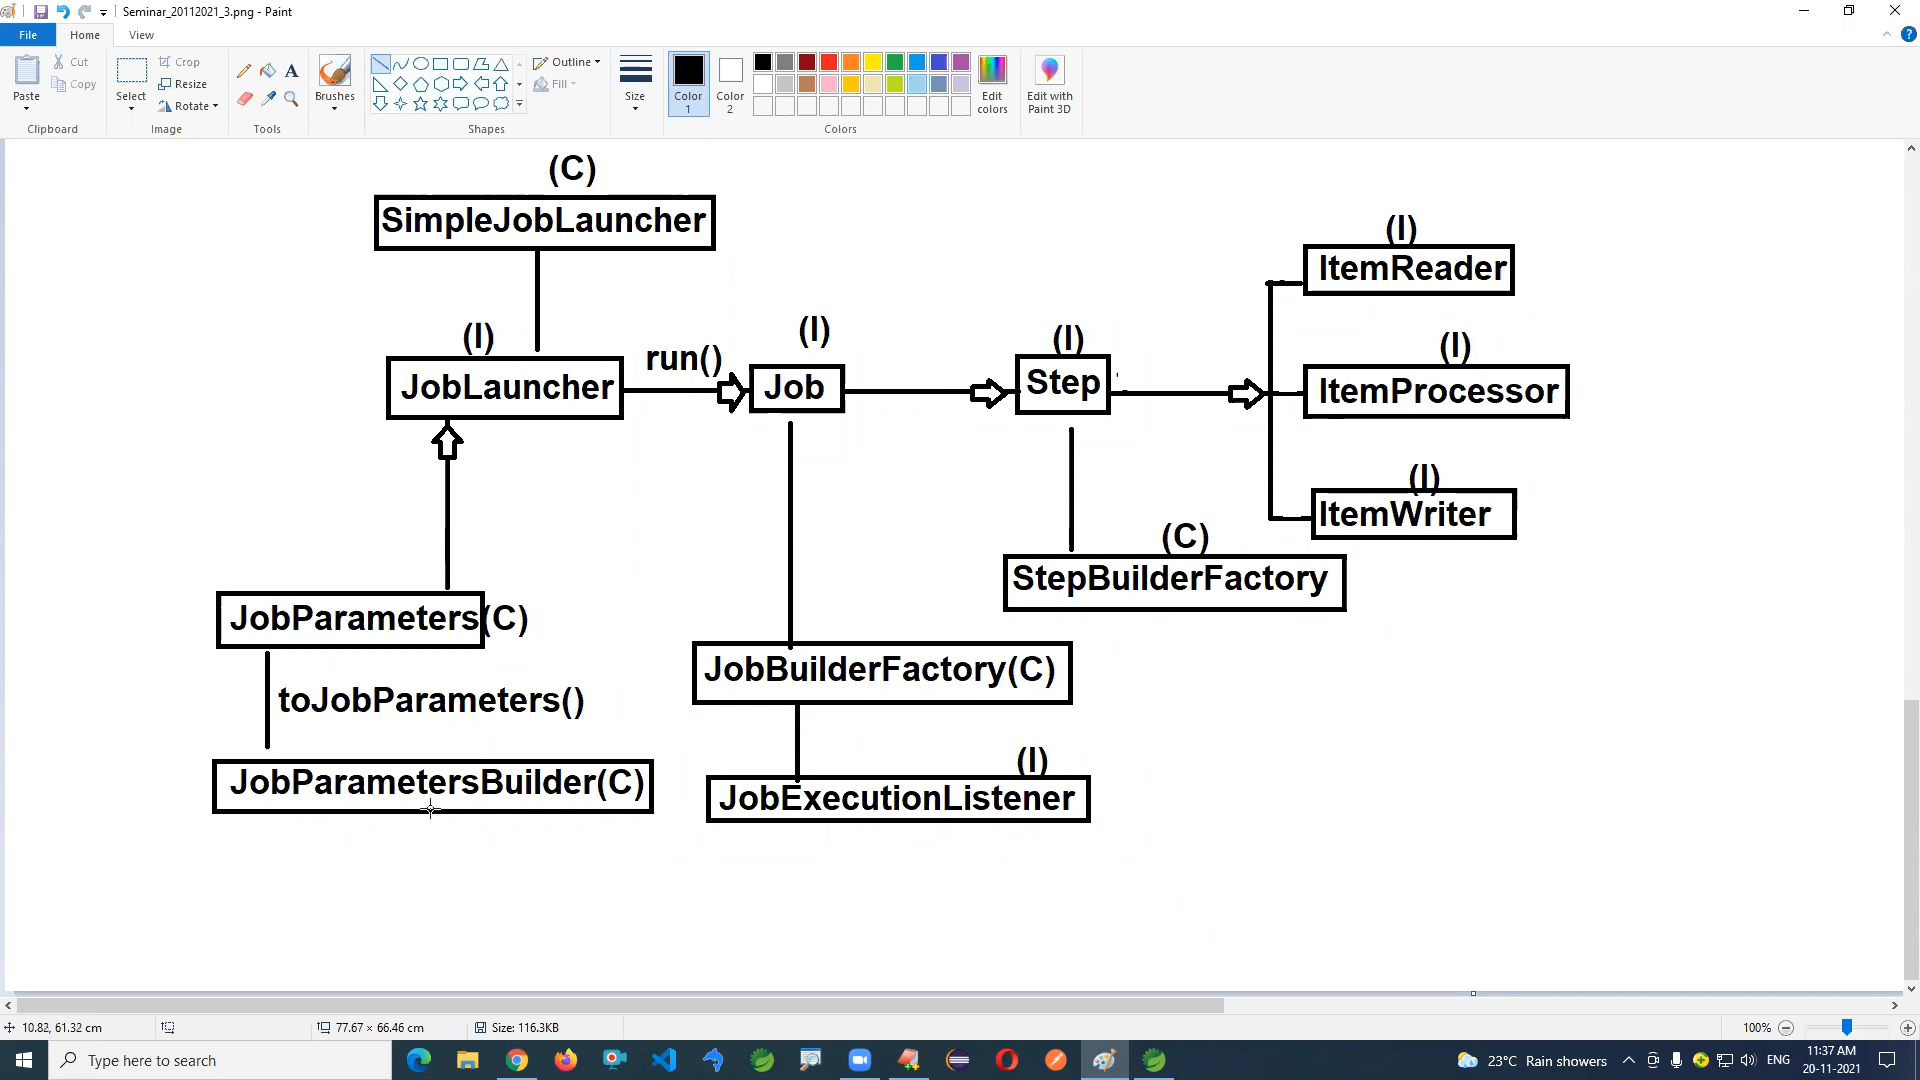 Seminar_20112021_3.png - Paint
File Home View
Paste
Cut
Copy
Clipboard
Select
Crop
Resize
Rotate
Image
Tools
Brushes
Outline
Fill
Shapes
Size
Color 1
Color 2
Edit colors
Colors
Edit with Paint 3D
(C)
SimpleJobLauncher
(I)
JobLauncher
run()
(I)
Job
(I)
Step
(I)
ItemReader
(I)
ItemProcessor
(I)
ItemWriter
(C)
StepBuilderFactory
JobParameters(C)
toJobParameters()
JobParametersBuilder(C)
JobBuilderFactory(C)
(I)
JobExecutionListener
10.82, 61.32 cm
77.67 × 66.46 cm
Size: 116.3KB
100%
Type here to search
23°C Rain showers
ENG
11:37 AM
20-11-2021